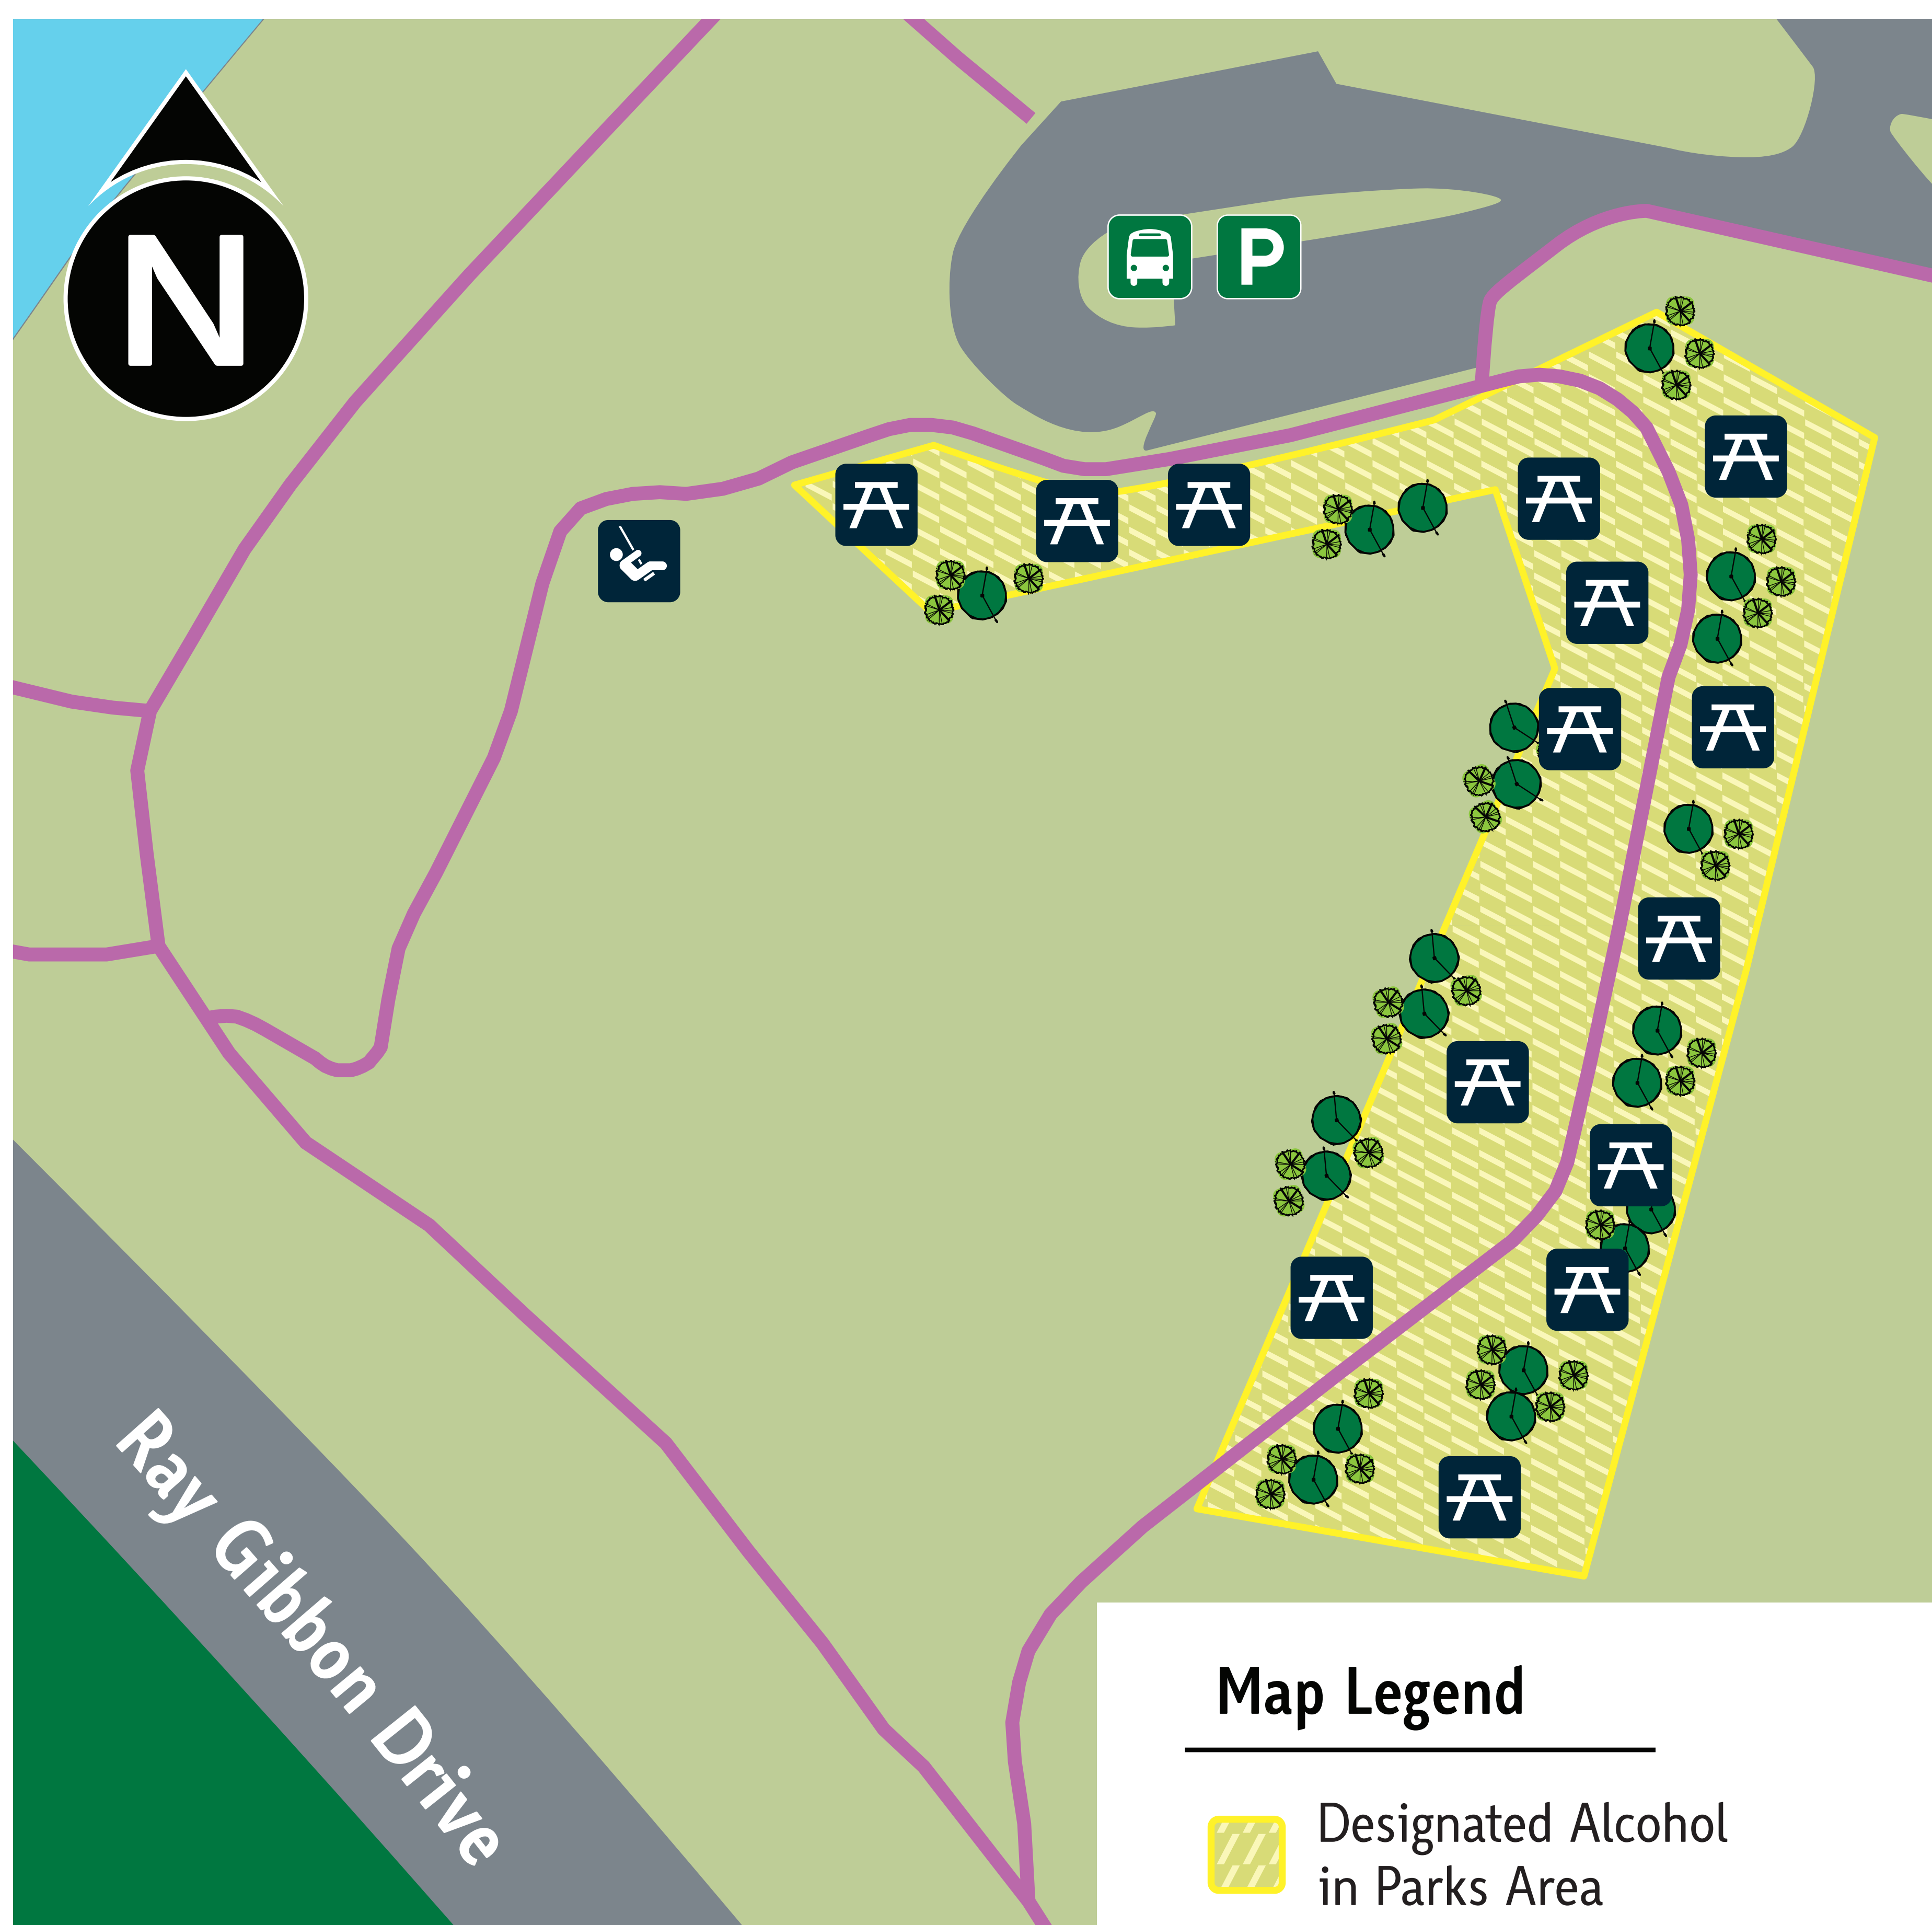 N
P
Ray Gibbon Drive
Map Legend
Designated Alcohol
in Parks Area